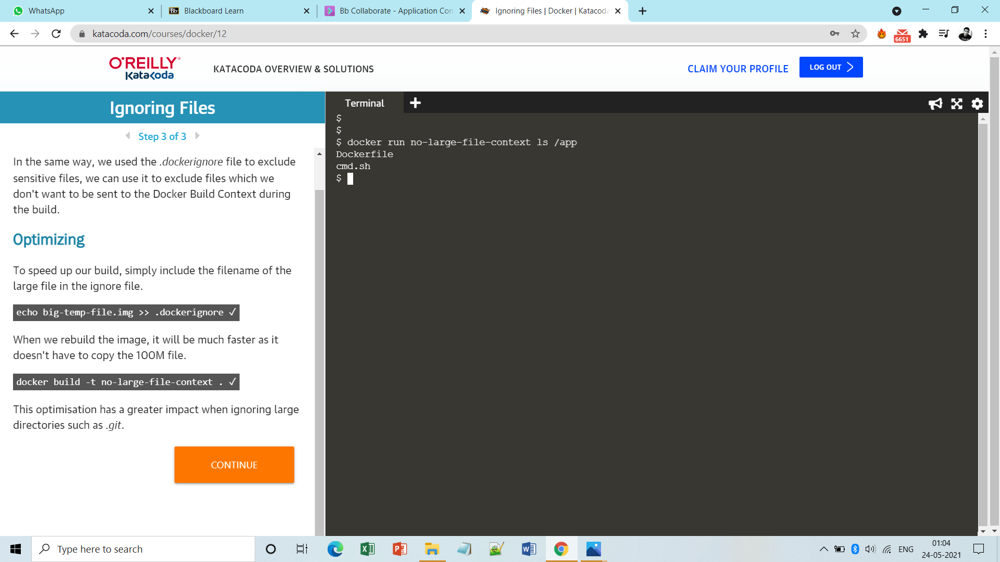 WhatsApp
Bb Blackboard Learn
Bb Collaborate - Application Con
Ignoring Files | Docker | Katacoda
katacoda.com/courses/docker/12
6651
O'REILLY®
Katacoda
KATACODA OVERVIEW & SOLUTIONS
CLAIM YOUR PROFILE
LOG OUT
Ignoring Files
Step 3 of 3
In the same way, we used the .dockerignore file to exclude
sensitive files, we can use it to exclude files which we
don't want to be sent to the Docker Build Context during
the build.
Optimizing
To speed up our build, simply include the filename of the
large file in the ignore file.
echo big-temp-file.img >> .dockerignore ✓
When we rebuild the image, it will be much faster as it
doesn't have to copy the 100M file.
docker build -t no-large-file-context . ✓
This optimisation has a greater impact when ignoring large
directories such as .git.
CONTINUE
Terminal
$
$
$ docker run no-large-file-context ls /app
Dockerfile
cmd.sh
$
Type here to search
ENG
01:04
24-05-2021